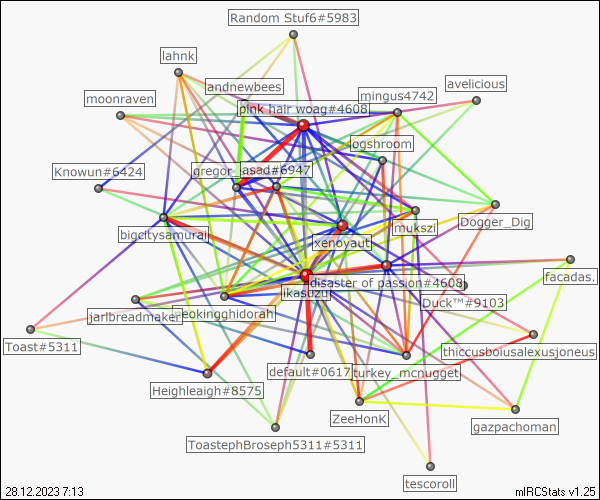 Random Stuf6#5983
lahnk
andnewbees
avelicious
mingus4742
moonraven
pink hair woag#4608
logshroom
Knowun#6424
gregor_
asad#6947
Dogger_Dig
mukszi
bigcitysamurai
xenoyaut
facadas.
disaster of passion#4608
ikasuzu
Duck™#9103
jarlbreadmaker
neokingghidorah
Toast#5311
thiccusboiusalexusjoneus
default#0617
turkey_mcnugget
Heighleaigh#8575
ZeeHonK
gazpachoman
ToastephBroseph5311#5311
tescoroll
28.12.2023 7:13
mIRCStats v1.25